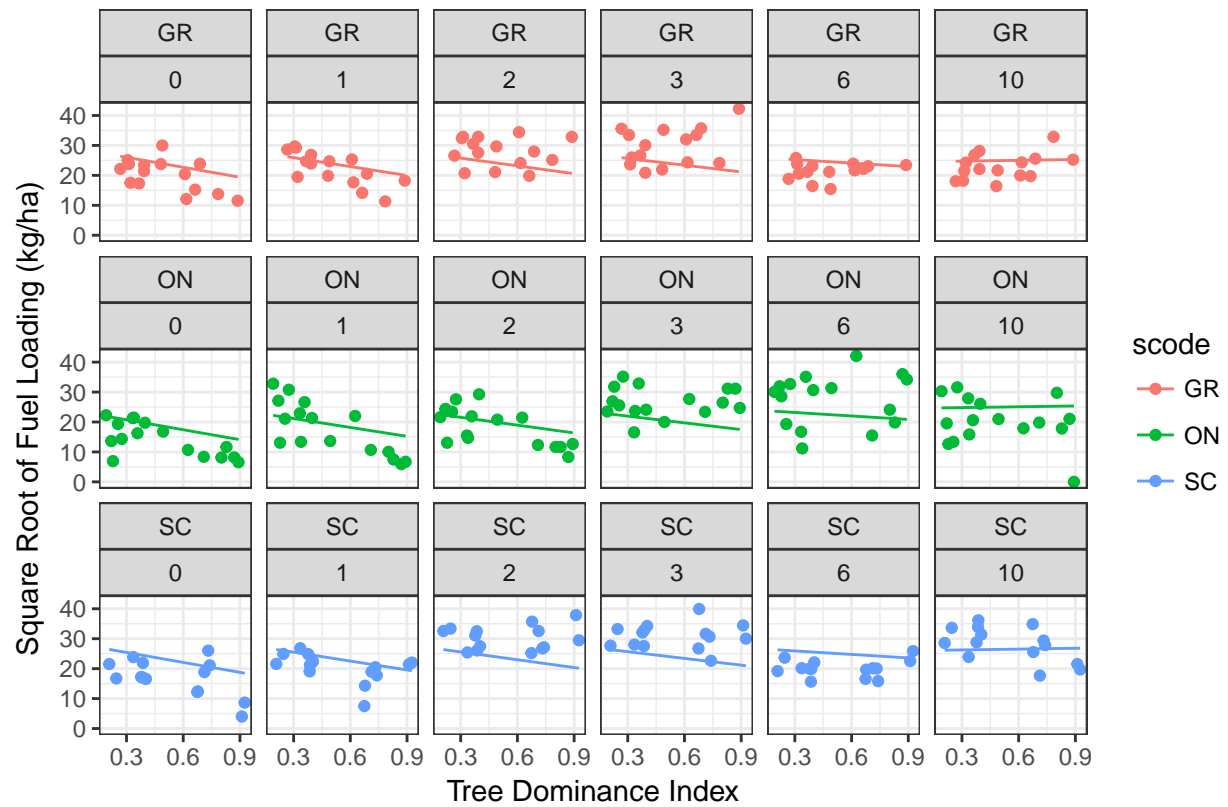 GR GR GR GR GR GR
0 1 2 3 6 10
40
30
20
10
0
ON ON ON ON ON ON
0 1 2 3 6 10
40
30
20
10
0
SC SC SC SC SC SC
0 1 2 3 6 10
40
30
20
10
0
0.3 0.6 0.9 0.3 0.6 0.9 0.3 0.6 0.9 0.3 0.6 0.9 0.3 0.6 0.9 0.3 0.6 0.9
Tree Dominance Index
Square Root of Fuel Loading (kg/ha)
scode
GR
ON
SC